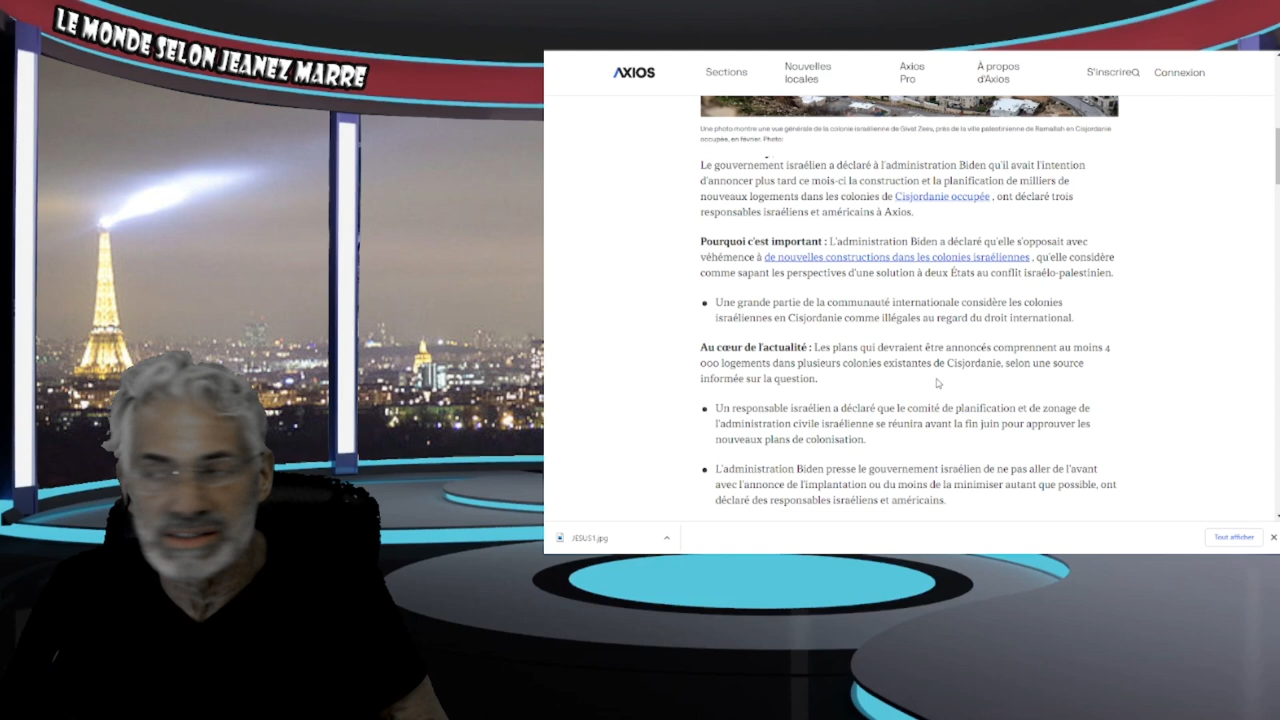 LE MONDE SELON JEANEZ MARRE
AXIOS
Sections
Nouvelles
locales
Axios
Pro
À propos
d'Axios
S'inscrire
Connexion
Une photo montre une vue générale de la colonie israélienne de Givat Zeev, près de la ville palestinienne de Ramallah en Cisjordanie
occupée, en février. Photo:
Le gouvernement israélien a déclaré à l'administration Biden qu'il avait l'intention
d'annoncer plus tard ce mois-ci la construction et la planification de milliers de
nouveaux logements dans les colonies de Cisjordanie occupée , ont déclaré trois
responsables israéliens et américains à Axios.
Pourquoi c'est important : L'administration Biden a déclaré qu'elle s'opposait avec
véhémence à de nouvelles constructions dans les colonies israéliennes , qu'elle considère
comme sapant les perspectives d'une solution à deux États au conflit israélo-palestinien.
• Une grande partie de la communauté internationale considère les colonies
israéliennes en Cisjordanie comme illégales au regard du droit international.
Au cœur de l'actualité : Les plans qui devraient être annoncés comprennent au moins 4
000 logements dans plusieurs colonies existantes de Cisjordanie, selon une source
informée sur la question.
• Un responsable israélien a déclaré que le comité de planification et de zonage de
l'administration civile israélienne se réunira avant la fin juin pour approuver les
nouveaux plans de colonisation.
• L'administration Biden presse le gouvernement israélien de ne pas aller de l'avant
avec l'annonce de l'implantation ou du moins de la minimiser autant que possible, ont
déclaré des responsables israéliens et américains.
JESUS1.jpg
Tout afficher